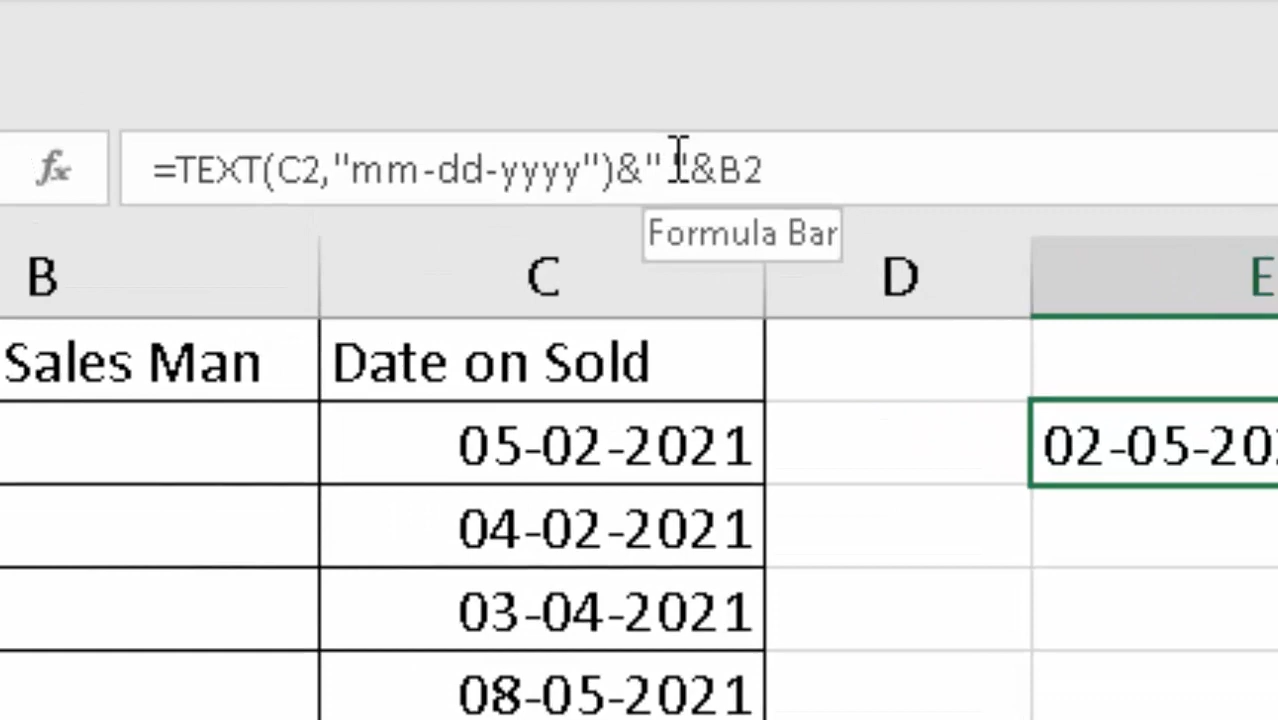 fx =TEXT(C2,"mm-dd-yyyy")&" "&B2
Formula Bar
B C D E
Sales Man Date on Sold
05-02-2021 02-05-20
04-02-2021
03-04-2021
08-05-2021